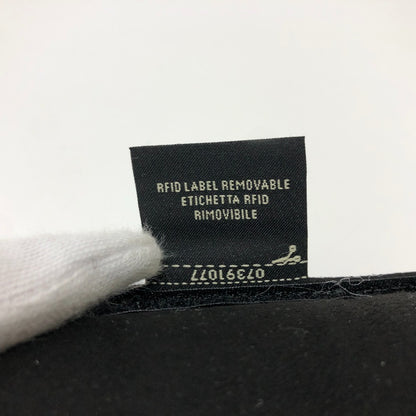 RFID LABEL REMOVABLE
ETICHETTA RFID
RIMOVIBILE
07391077